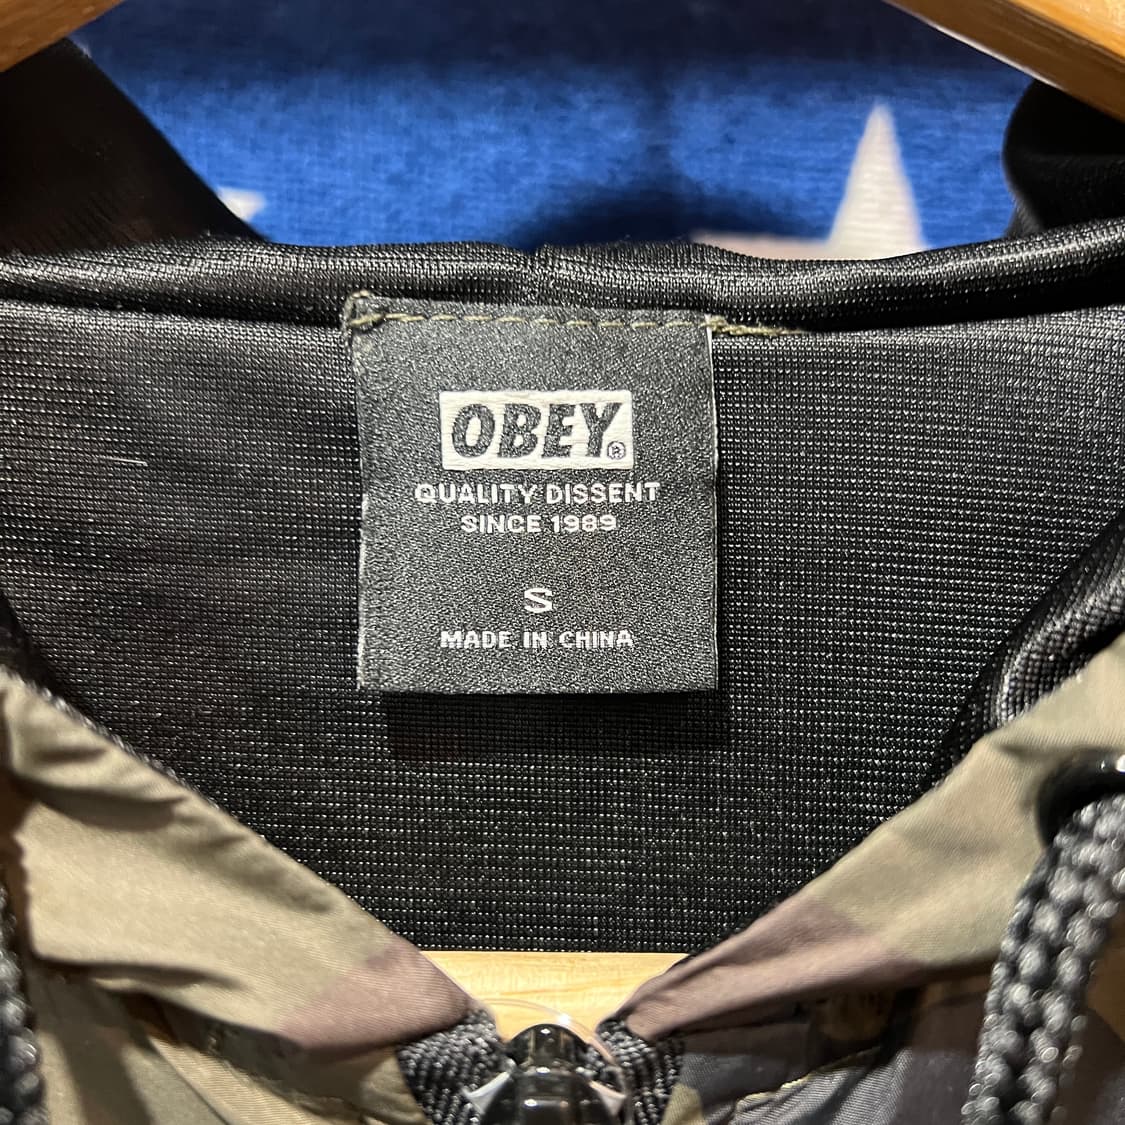 OBEY®
QUALITY DISSENT
SINCE 1989
S
MADE IN CHINA